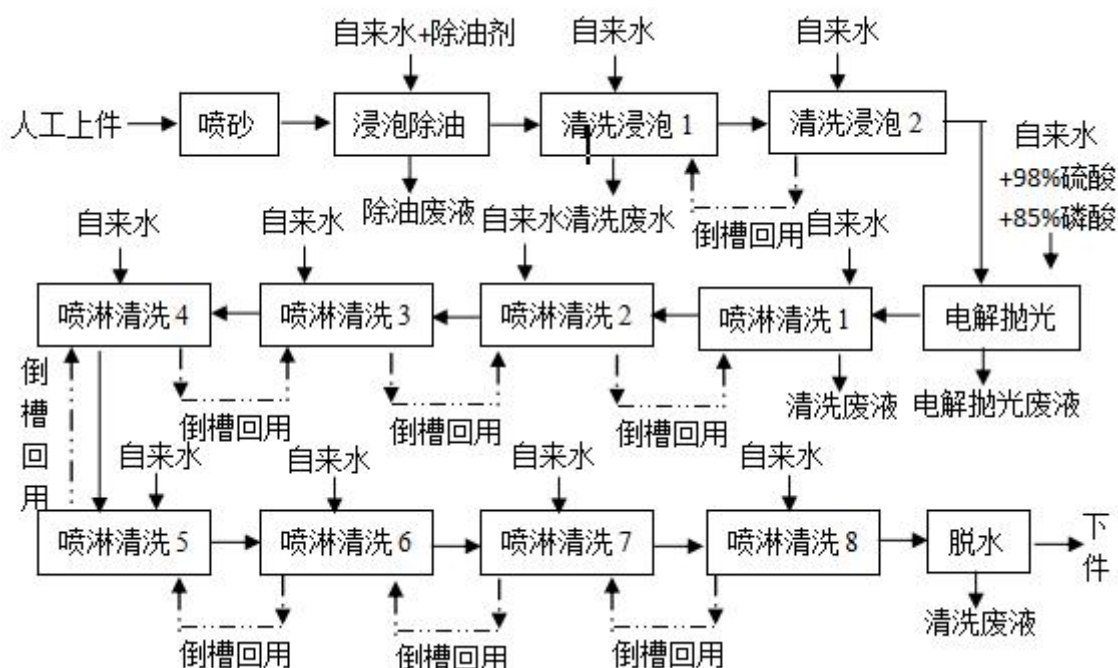 自来水+除油剂
自来水
自来水
人工上件
喷砂
浸泡除油
清洗浸泡 1
清洗浸泡 2
自来水
+98%硫酸
+85%磷酸
除油废液
清洗废水
倒槽回用
自来水
自来水
自来水
自来水
喷淋清洗 4
喷淋清洗 3
喷淋清洗 2
喷淋清洗 1
电解抛光
倒槽回用
倒槽回用
倒槽回用
倒槽回用
清洗废液
电解抛光废液
自来水
自来水
自来水
自来水
喷淋清洗 5
喷淋清洗 6
喷淋清洗 7
喷淋清洗 8
脱水
下件
倒槽回用
倒槽回用
倒槽回用
清洗废液